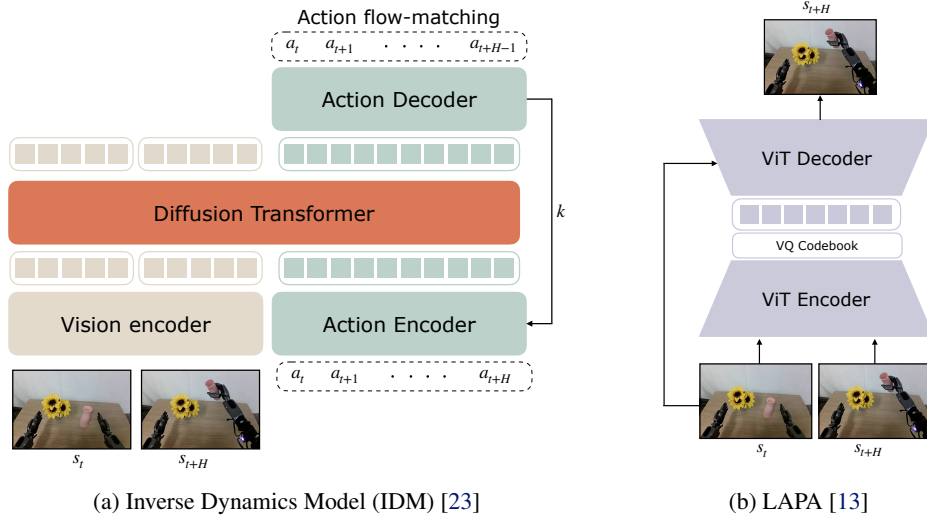 Action flow-matching
a_t a_{t+1} · · · · a_{t+H−1}
Action Decoder
Diffusion Transformer
k
Vision encoder
Action Encoder
a_t a_{t+1} · · · · a_{t+H}
s_t
s_{t+H}
(a) Inverse Dynamics Model (IDM) [23]
s_{t+H}
ViT Decoder
VQ Codebook
ViT Encoder
s_t
s_{t+H}
(b) LAPA [13]